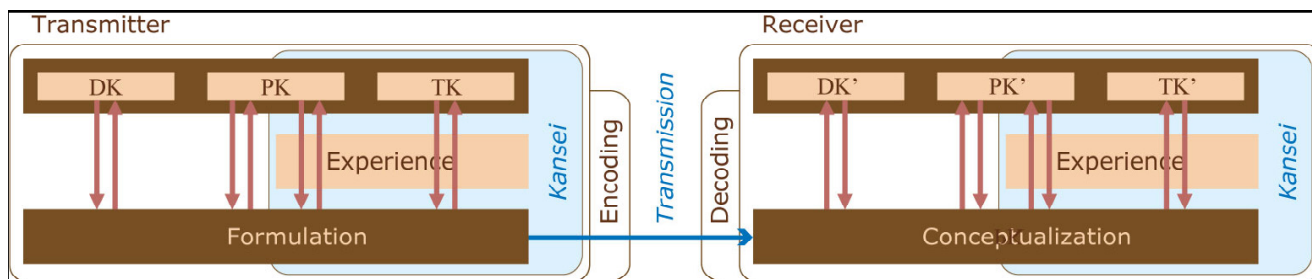 Transmitter
Receiver
DK
PK
TK
Experience
Formulation
Kansei
Encoding
Transmission
Decoding
DK’
PK’
TK’
Experience
Conceptualization
Kansei